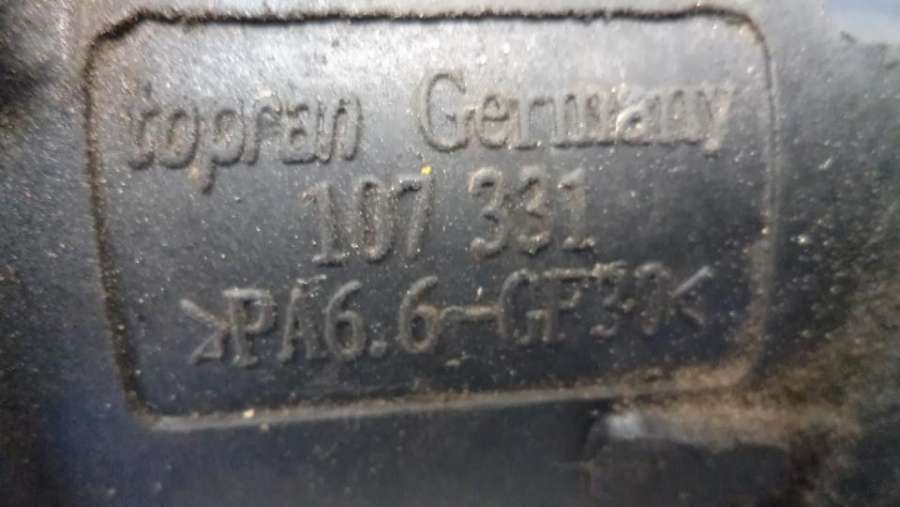 topran Germany
107 331
>PA6.6-GF30<